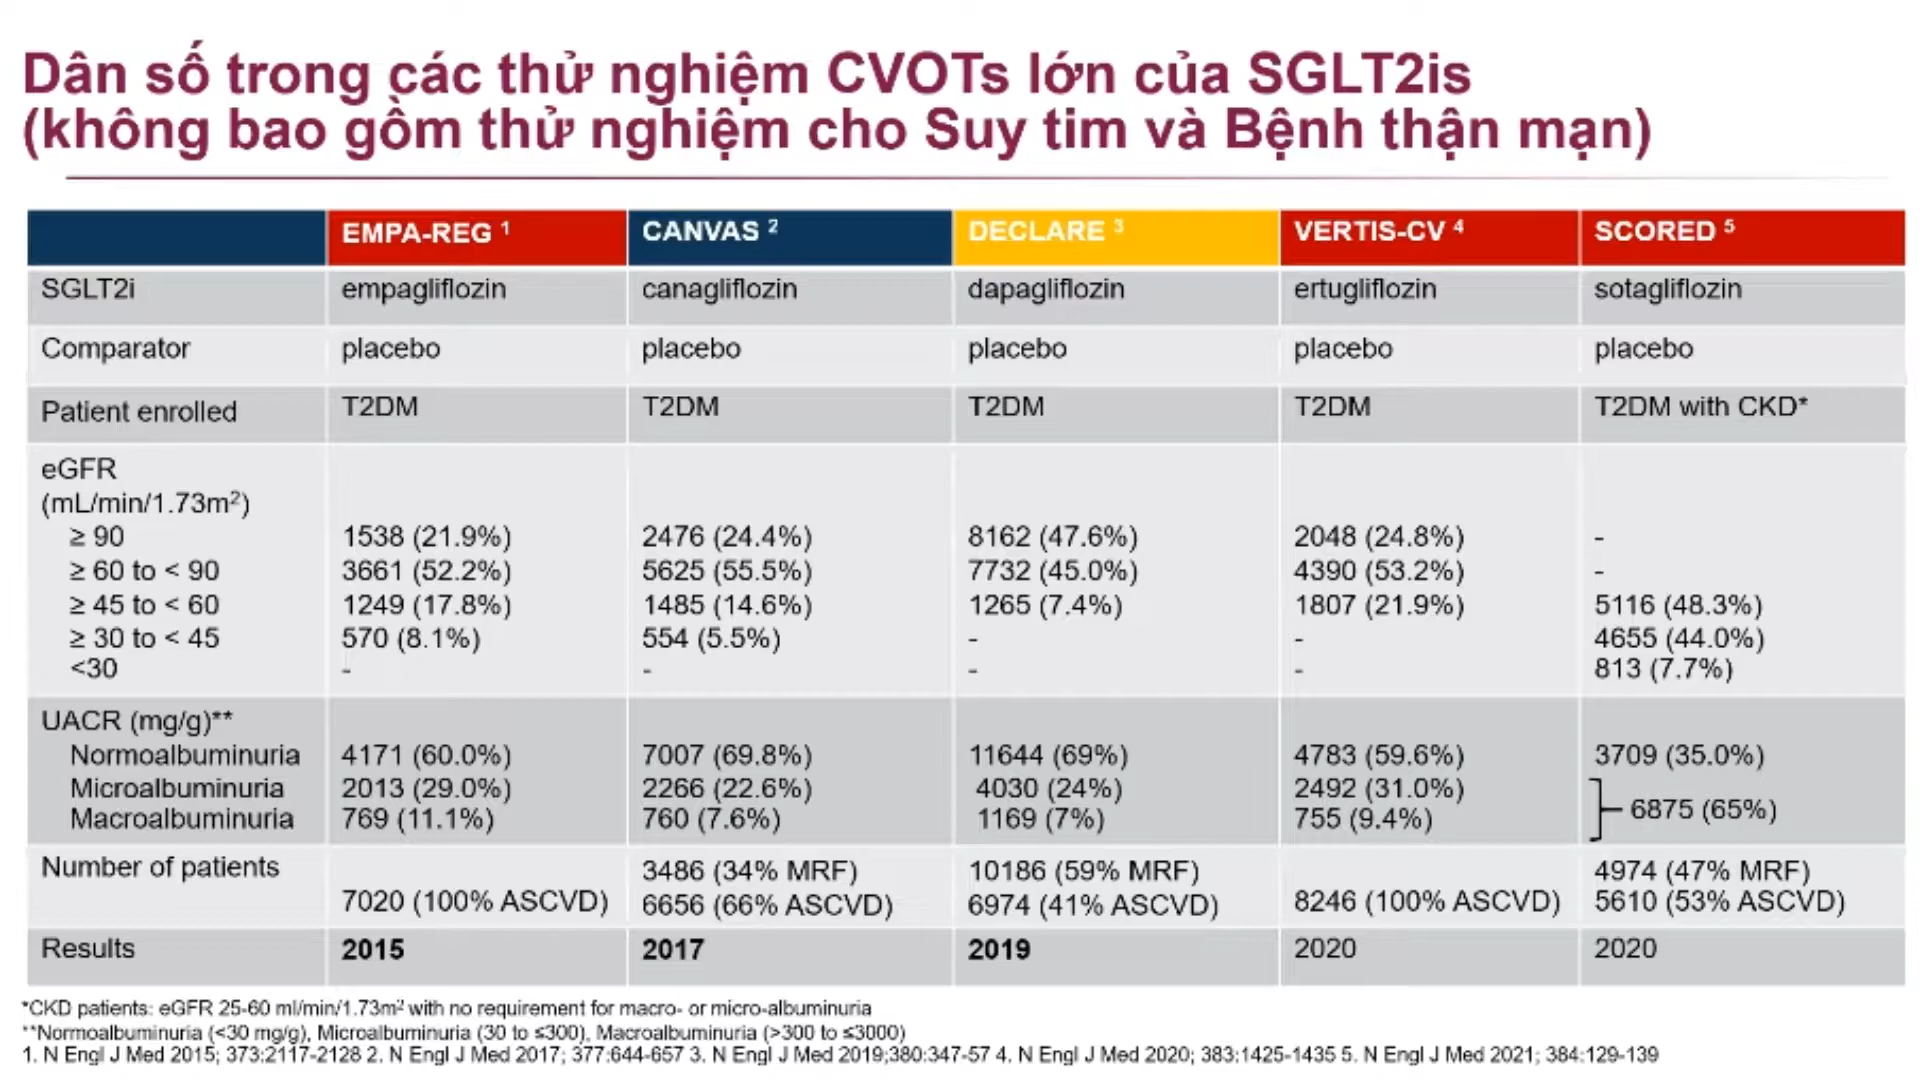 Dân số trong các thử nghiệm CVOTs lớn của SGLT2is
(không bao gồm thử nghiệm cho Suy tim và Bệnh thận mạn)
EMPA-REG ¹ CANVAS ² DECLARE ³ VERTIS-CV ⁴ SCORED ⁵
SGLT2i empagliflozin canagliflozin dapagliflozin ertugliflozin sotagliflozin
Comparator placebo placebo placebo placebo placebo
Patient enrolled T2DM T2DM T2DM T2DM T2DM with CKD*
eGFR
(mL/min/1.73m²)
≥ 90 1538 (21.9%) 2476 (24.4%) 8162 (47.6%) 2048 (24.8%) -
≥ 60 to < 90 3661 (52.2%) 5625 (55.5%) 7732 (45.0%) 4390 (53.2%) -
≥ 45 to < 60 1249 (17.8%) 1485 (14.6%) 1265 (7.4%) 1807 (21.9%) 5116 (48.3%)
≥ 30 to < 45 570 (8.1%) 554 (5.5%) - - 4655 (44.0%)
<30 - - - - 813 (7.7%)
UACR (mg/g)**
Normoalbuminuria 4171 (60.0%) 7007 (69.8%) 11644 (69%) 4783 (59.6%) 3709 (35.0%)
Microalbuminuria 2013 (29.0%) 2266 (22.6%) 4030 (24%) 2492 (31.0%)
6875 (65%)
Macroalbuminuria 769 (11.1%) 760 (7.6%) 1169 (7%) 755 (9.4%)
Number of patients 3486 (34% MRF) 10186 (59% MRF) 4974 (47% MRF)
7020 (100% ASCVD) 6656 (66% ASCVD) 6974 (41% ASCVD) 8246 (100% ASCVD) 5610 (53% ASCVD)
Results 2015 2017 2019 2020 2020
*CKD patients: eGFR 25-60 ml/min/1.73m² with no requirement for macro- or micro-albuminuria
**Normoalbuminuria (<30 mg/g), Microalbuminuria (30 to ≤300), Macroalbuminuria (>300 to ≤3000)
1. N Engl J Med 2015; 373:2117-2128 2. N Engl J Med 2017; 377:644-657 3. N Engl J Med 2019;380:347-57 4. N Engl J Med 2020; 383:1425-1435 5. N Engl J Med 2021; 384:129-139